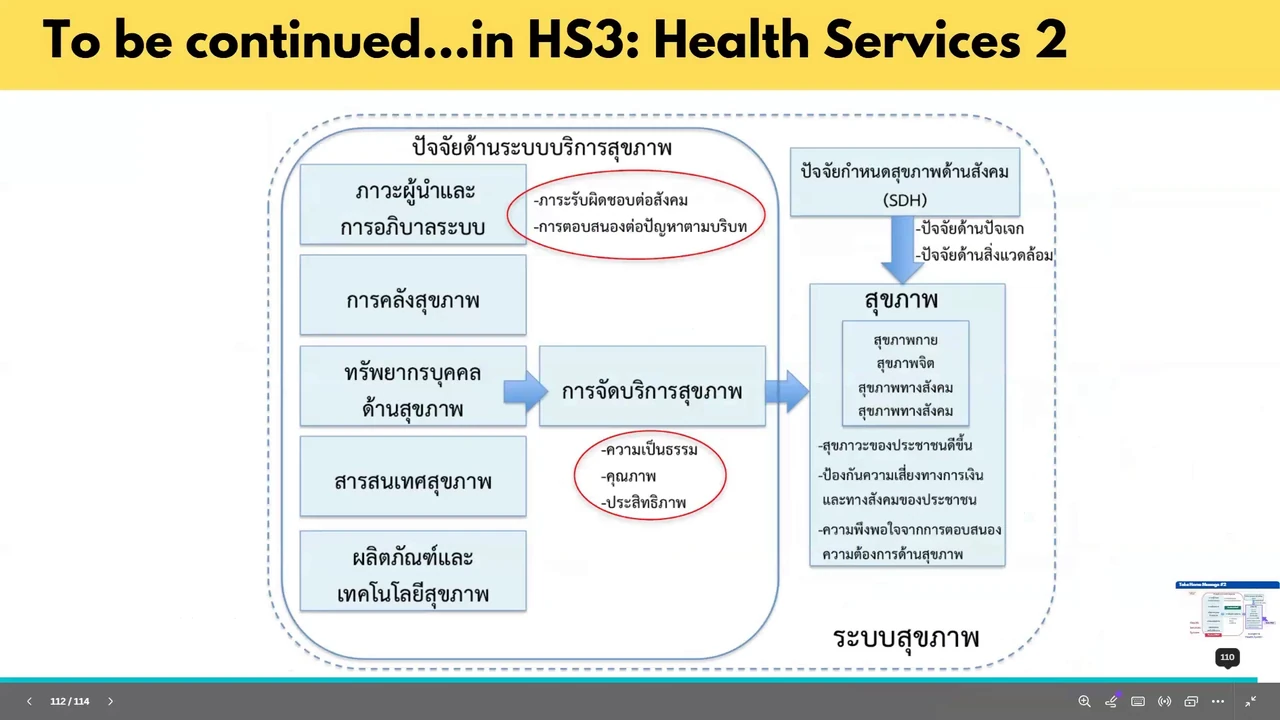 To be continued...in HS3: Health Services 2
ปัจจัยด้านระบบบริการสุขภาพ
ภาวะผู้นำและ
การอภิบาลระบบ
-ภาระรับผิดชอบต่อสังคม
-การตอบสนองต่อปัญหาตามบริบท
การคลังสุขภาพ
ทรัพยากรบุคคล
ด้านสุขภาพ
การจัดบริการสุขภาพ
-ความเป็นธรรม
-คุณภาพ
-ประสิทธิภาพ
สารสนเทศสุขภาพ
ผลิตภัณฑ์และ
เทคโนโลยีสุขภาพ
ปัจจัยกำหนดสุขภาพด้านสังคม
(SDH)
-ปัจจัยด้านปัจเจก
-ปัจจัยด้านสิ่งแวดล้อม
สุขภาพ
สุขภาพกาย
สุขภาพจิต
สุขภาพทางสังคม
สุขภาพทางสังคม
-สุขภาวะของประชาชนดีขึ้น
-ป้องกันความเสี่ยงทางการเงิน
และทางสังคมของประชาชน
-ความพึงพอใจจากการตอบสนอง
ความต้องการด้านสุขภาพ
ระบบสุขภาพ
Take Home Message #2
110
112 / 114